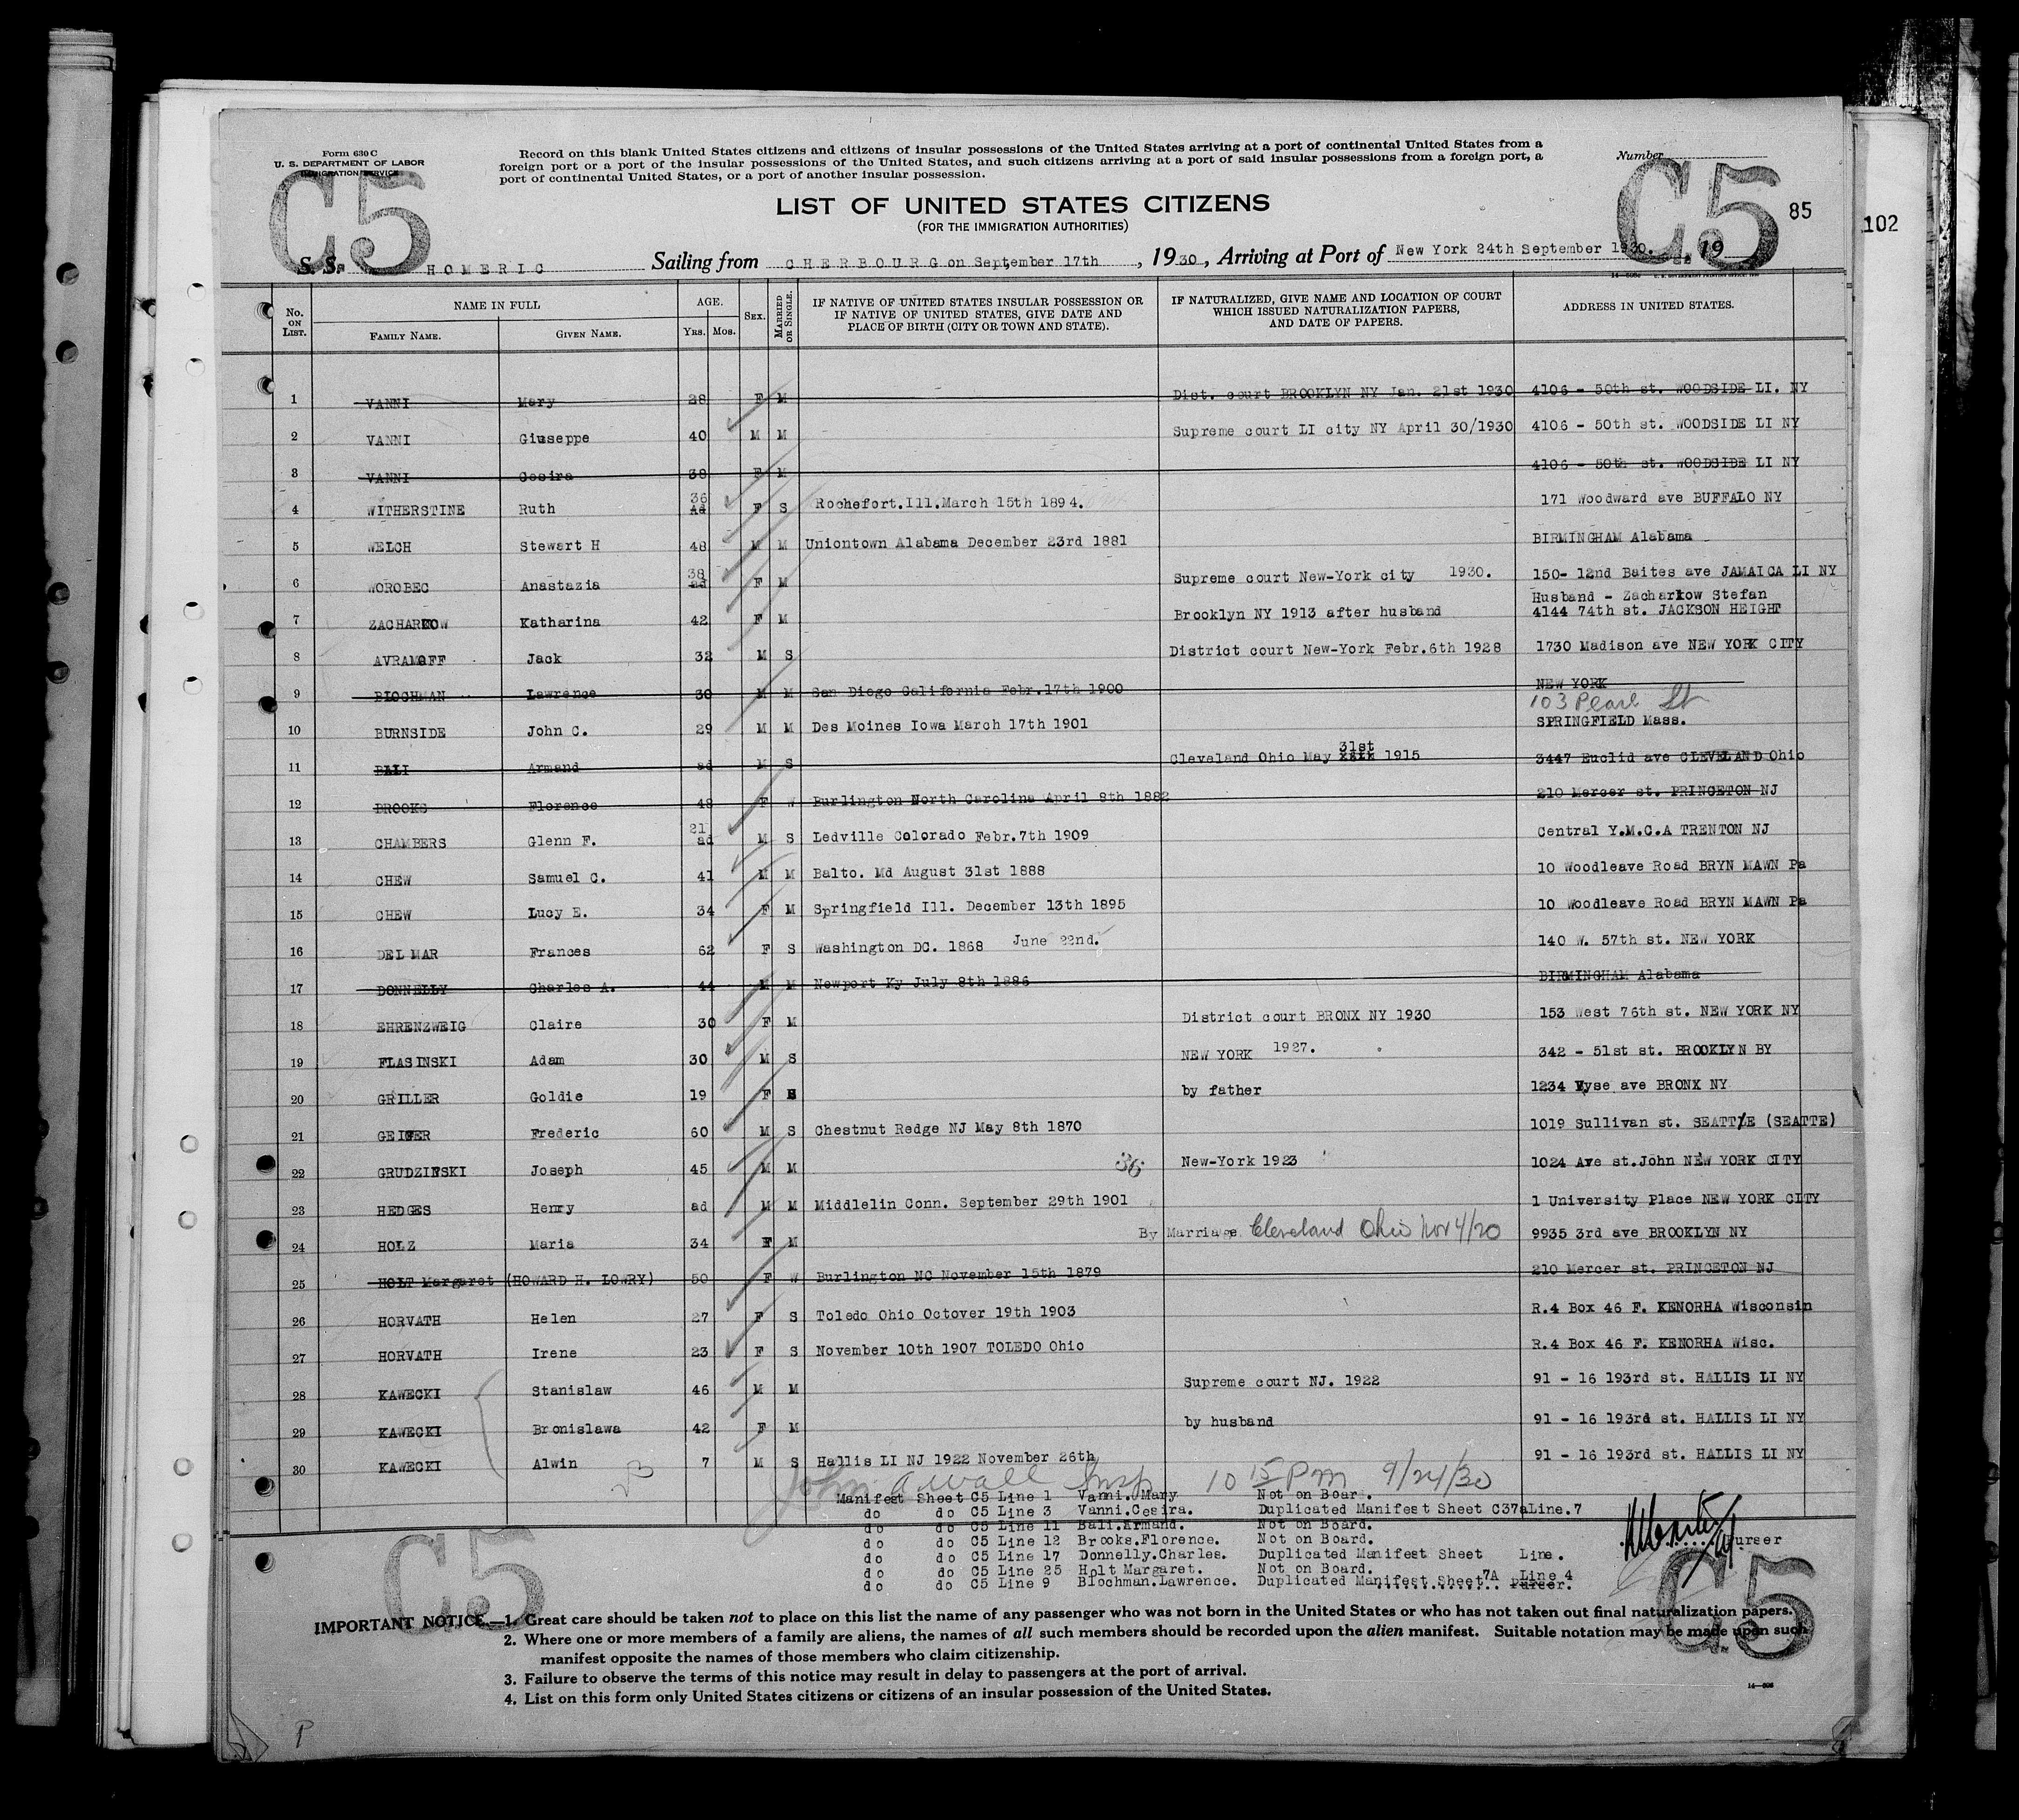 Form 630 C
U. S. DEPARTMENT OF LABOR
IMMIGRATION SERVICE
C5
Record on this blank United States citizens and citizens of insular possessions of the United States arriving at a port of continental United States from a
foreign port or a port of the insular possessions of the United States, and such citizens arriving at a port of said insular possessions from a foreign port, a
port of continental United States, or a port of another insular possession.
Number
C5
85
102
LIST OF UNITED STATES CITIZENS
(FOR THE IMMIGRATION AUTHORITIES)
S. S. HOMERIC Sailing from CHERBOURG on September 17th, 1930, Arriving at Port of New York 24th September 1930. 19
No. ON LIST. NAME IN FULL FAMILY NAME. GIVEN NAME. AGE. YRS. MOS. SEX. MARRIED OR SINGLE. IF NATIVE OF UNITED STATES INSULAR POSSESSION OR IF NATIVE OF UNITED STATES, GIVE DATE AND PLACE OF BIRTH (CITY OR TOWN AND STATE). IF NATURALIZED, GIVE NAME AND LOCATION OF COURT WHICH ISSUED NATURALIZATION PAPERS, AND DATE OF PAPERS. ADDRESS IN UNITED STATES.
1 VANNI Mary 28 F M Dist. court BROOKLYN NY Jan. 21st 1930 4106 - 50th st. WOODSIDE LI. NY
2 VANNI Giuseppe 40 M M Supreme court LI city NY April 30/1930 4106 - 50th st. WOODSIDE LI NY
3 VANNI Cesira 38 F M 4106 - 50th st. WOODSIDE LI NY
4 WITHERSTINE Ruth 36 ad F S Rochefort.Ill.March 15th 1894. 171 Woodward ave BUFFALO NY
5 WELCH Stewart H 48 M M Uniontown Alabama December 23rd 1881 BIRMINGHAM Alabama
6 WOROBEC Anastazia 38 ad F M Supreme court New-York city 1930. 150- 12nd Baites ave JAMAICA LI NY
Husband - Zacharkow Stefan
7 ZACHARKOW Katharina 42 F M Brooklyn NY 1913 after husband 4144 74th st. JACKSON HEIGHT
8 AVRAMOFF Jack 32 M S District court New-York Febr.6th 1928 1730 Madison ave NEW YORK CITY
9 BLOCHMAN Lawrence 30 M M San Diego California Febr.17th 1900 NEW YORK
103 Pearl St
10 BURNSIDE John C. 29 M M Des Moines Iowa March 17th 1901 SPRINGFIELD Mass.
11 BALI Armand ad M S Cleveland Ohio May 31st 1915 3447 Euclid ave CLEVELAND Ohio
12 BROOKS Florence 48 F W Burlington North Carolina April 8th 1882 210 Mercer st. PRINCETON NJ
13 CHAMBERS Glenn F. 21 ad M S Ledville Colorado Febr.7th 1909 Central Y.M.C.A TRENTON NJ
14 CHEW Samuel C. 41 M M Balto. Md August 31st 1888 10 Woodleave Road BRYN MAWN Pa
15 CHEW Lucy E. 34 F M Springfield Ill. December 13th 1895 10 Woodleave Road BRYN MAWN Pa
16 DEL MAR Frances 62 F S Washington DC. 1868 June 22nd. 140 W. 57th st. NEW YORK
17 DONNELLY Charles A. 44 M M Newport Ky July 8th 1886 BIRMINGHAM Alabama
18 EHRENZWEIG Claire 30 F M District court BRONX NY 1930 153 West 76th st. NEW YORK NY
19 FLASINSKI Adam 30 M S NEW YORK 1927. 342 - 51st st. BROOKLYN BY
20 GRILLER Goldie 19 F S by father 1234 Vyse ave BRONX NY
21 GEIFER Frederic 60 M S Chestnut Redge NJ May 8th 1870 1019 Sullivan st. SEATTLE (SEATTE)
22 GRUDZINSKI Joseph 45 M M 36 New-York 1923 1024 Ave st.John NEW YORK CITY
23 HEDGES Henry ad M M Middlelin Conn. September 29th 1901 1 University Place NEW YORK CITY
24 HOLZ Maria 34 F M By Marriage Cleveland Ohio Nov 4/20 9935 3rd ave BROOKLYN NY
25 HOLT Margaret (HOWARD H. LOWRY) 50 F W Burlington NC November 15th 1879 210 Mercer st. PRINCETON NJ
26 HORVATH Helen 27 F S Toledo Ohio Octover 19th 1903 R.4 Box 46 F. KENORHA Wisconsin
27 HORVATH Irene 23 F S November 10th 1907 TOLEDO Ohio R.4 Box 46 F. KENORHA Wisc.
28 KAWECKI Stanislaw 46 M M Supreme court NJ. 1922 91 - 16 193rd st. HALLIS LI NY
29 KAWECKI Bronislawa 42 F M by husband 91 - 16 193rd st. HALLIS LI NY
30 KAWECKI Alwin 7 M S Hallis LI NJ 1922 November 26th 91 - 16 193rd st. HALLIS LI NY
23 John A Wall Insp 10 15 Pm 9/24/30
Manifest Sheet C5 Line 1 Vanni. Mary Not on Board.
do do C5 Line 3 Vanni.Cesira. Duplicated Manifest Sheet C37aLine.7
do do C5 Line 11 Bali.Armand. Not on Board.
do do C5 Line 12 Brooks.Florence. Not on Board.
do do C5 Line 17 Donnelly.Charles. Duplicated Manifest Sheet Line.
do do C5 Line 25 Holt Margaret. Not on Board.
do do C5 Line 9 Blochman.Lawrence. Duplicated Manifest Sheet 7A Line 4
Purser
Purser.
C5
C5
IMPORTANT NOTICE.—1. Great care should be taken not to place on this list the name of any passenger who was not born in the United States or who has not taken out final naturalization papers.
2. Where one or more members of a family are aliens, the names of all such members should be recorded upon the alien manifest. Suitable notation may be made upon such
manifest opposite the names of those members who claim citizenship.
3. Failure to observe the terms of this notice may result in delay to passengers at the port of arrival.
4. List on this form only United States citizens or citizens of an insular possession of the United States.
P